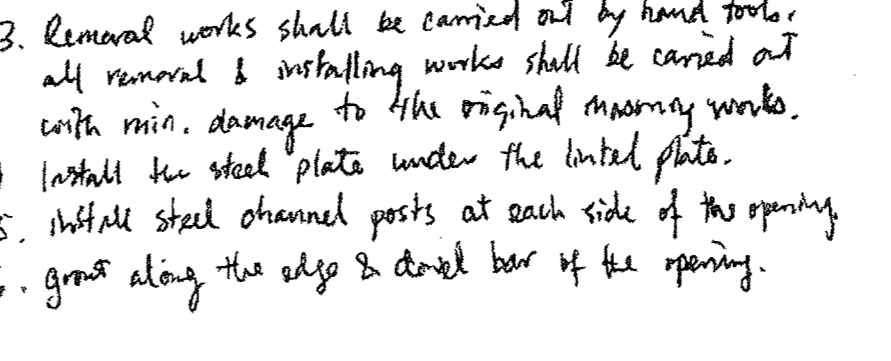 3. Removal works shall be carried out by hand tools.
all removal & installing works shall be carried out
with min. damage to the original masonry works.
Install the steel plate under the lintel plate.
5. install steel channel posts at each side of the opening.
grout along the edge & dowel bar of the opening.